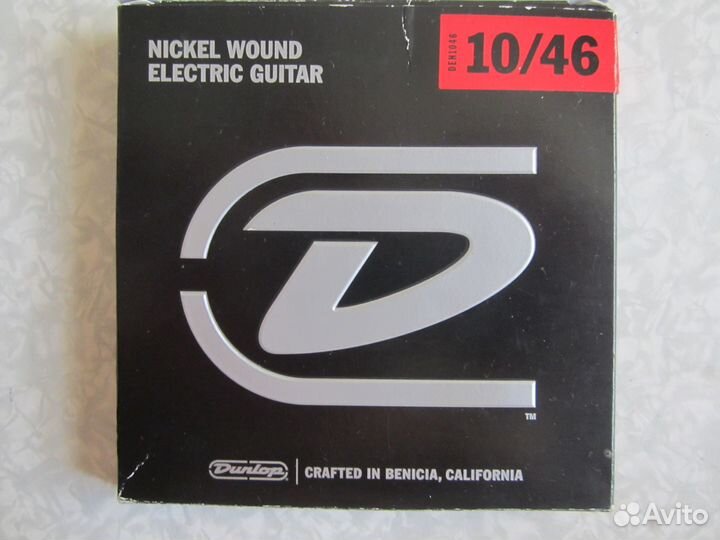 NICKEL WOUND
ELECTRIC GUITAR
DEN1046
10/46
D
TM
Dunlop
CRAFTED IN BENICIA, CALIFORNIA
Avito